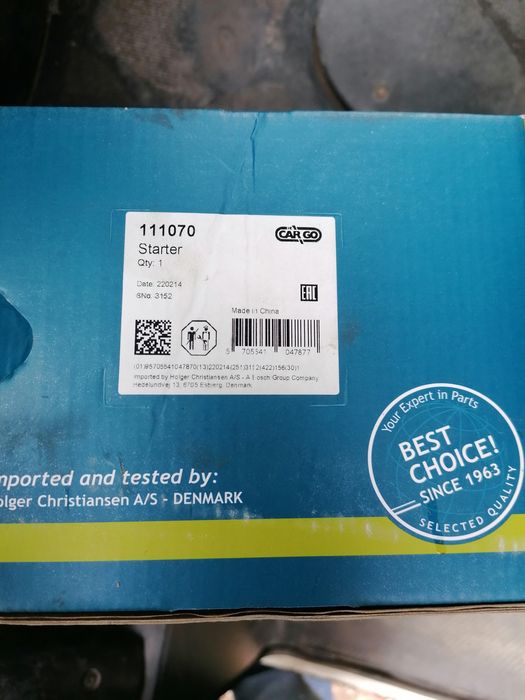 111070
CARGO
Starter
Qty: 1
Date: 220214
SNo: 3152
EAC
Made in China
5 705541 047877
Imported by Holger Christiansen A/S - A Bosch Group Company
Hedelundvej 13, 6705 Esbjerg, Denmark
Your Expert in Parts
BEST
CHOICE!
SINCE 1963
SELECTED QUALITY
mported and tested by:
olger Christiansen A/S - DENMARK